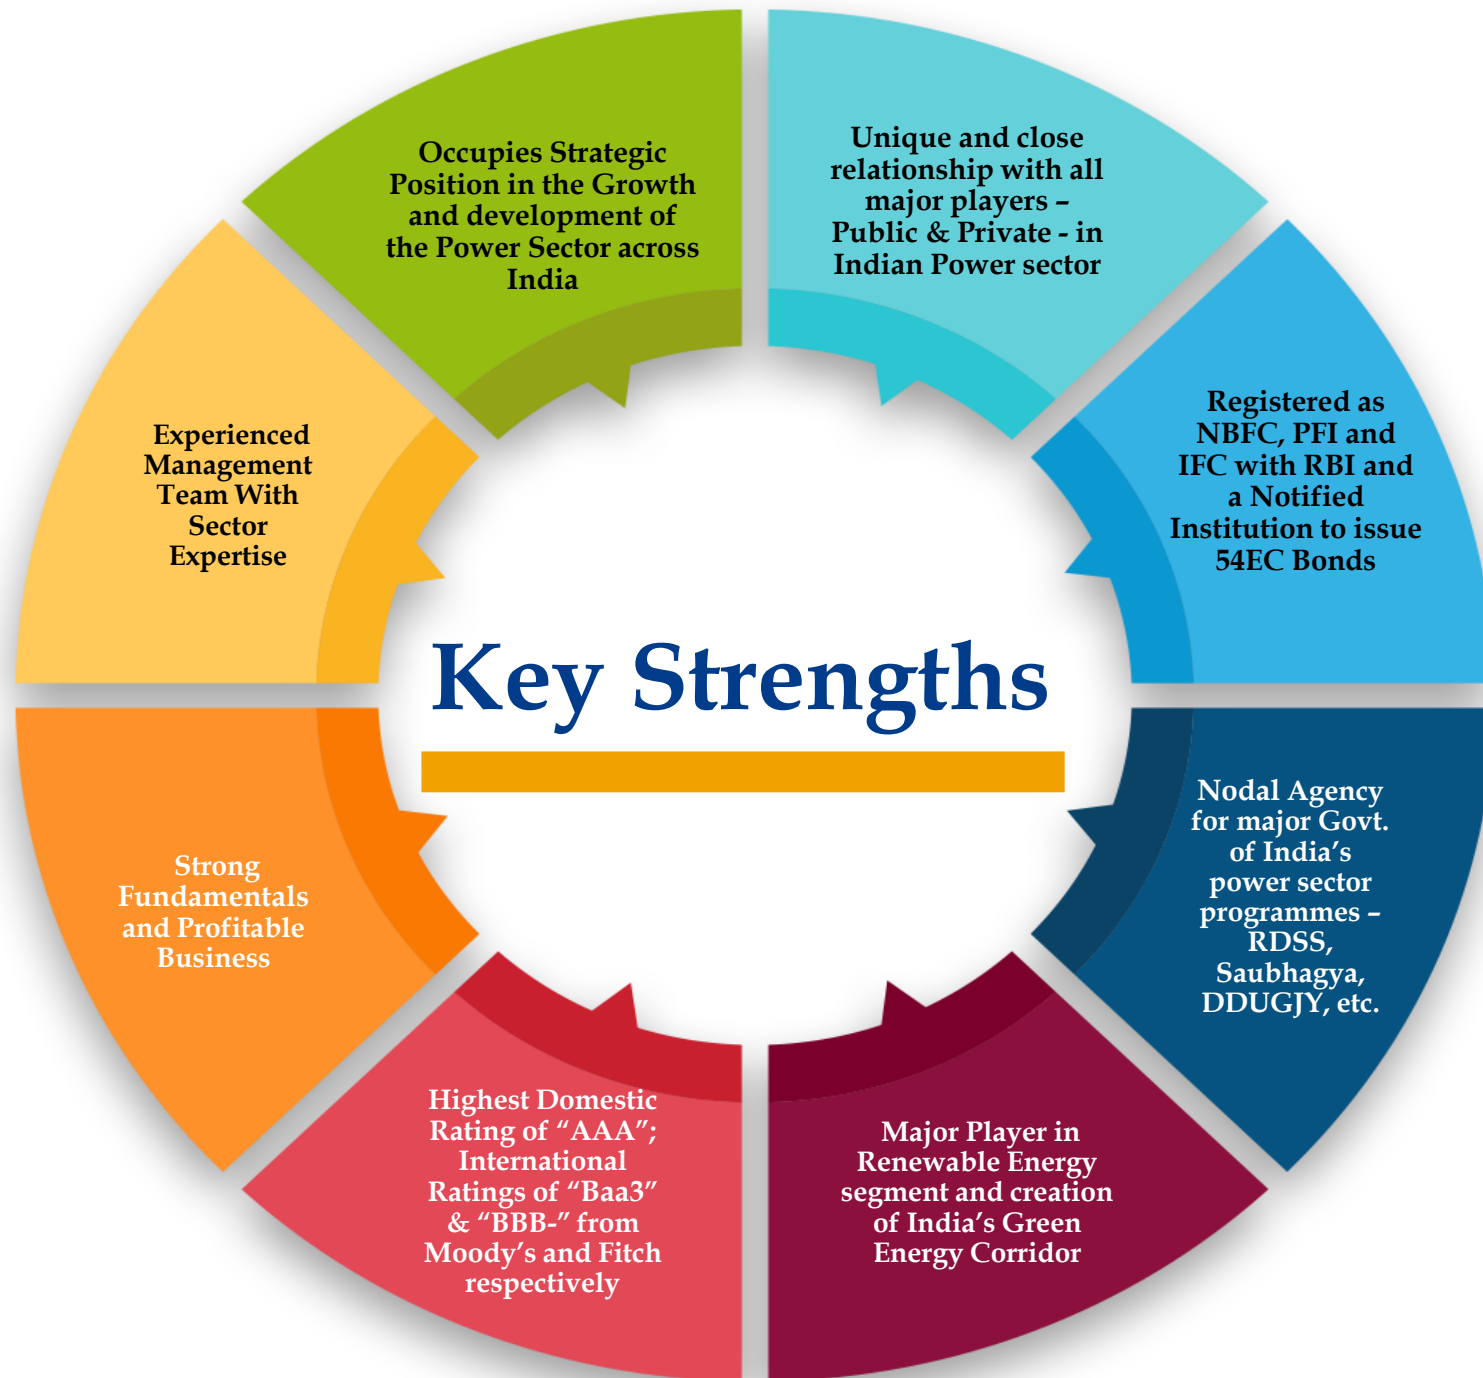 Occupies Strategic
Position in the Growth
and development of
the Power Sector across
India
Unique and close
relationship with all
major players –
Public & Private - in
Indian Power sector
Registered as
NBFC, PFI and
IFC with RBI and
a Notified
Institution to issue
54EC Bonds
Nodal Agency
for major Govt.
of India’s
power sector
programmes –
RDSS,
Saubhagya,
DDUGJY, etc.
Major Player in
Renewable Energy
segment and creation
of India’s Green
Energy Corridor
Highest Domestic
Rating of “AAA”;
International
Ratings of “Baa3”
& “BBB-” from
Moody’s and Fitch
respectively
Strong
Fundamentals
and Profitable
Business
Experienced
Management
Team With
Sector
Expertise
Key Strengths